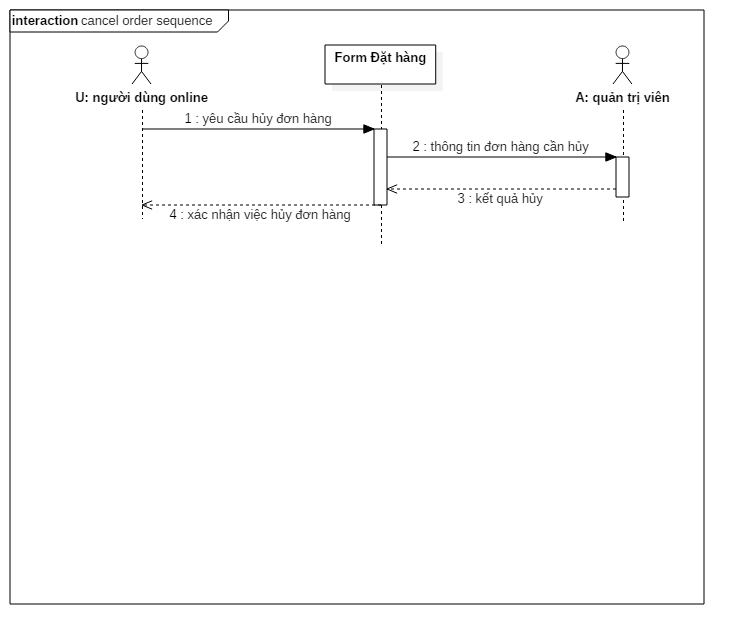 interaction cancel order sequence
Form Đặt hàng
U: người dùng online
A: quản trị viên
1 : yêu cầu hủy đơn hàng
2 : thông tin đơn hàng cần hủy
3 : kết quả hủy
4 : xác nhận việc hủy đơn hàng